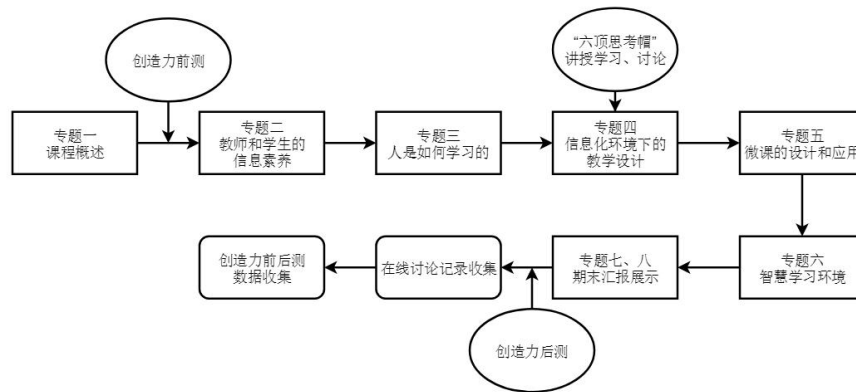 创造力前测
“六顶思考帽”
讲授学习、讨论
专题一
课程概述
专题二
教师和学生的
信息素养
专题三
人是如何学习的
专题四
信息化环境下的
教学设计
专题五
微课的设计和应用
创造力前后测
数据收集
在线讨论记录收集
专题七、八
期末汇报展示
专题六
智慧学习环境
创造力后测